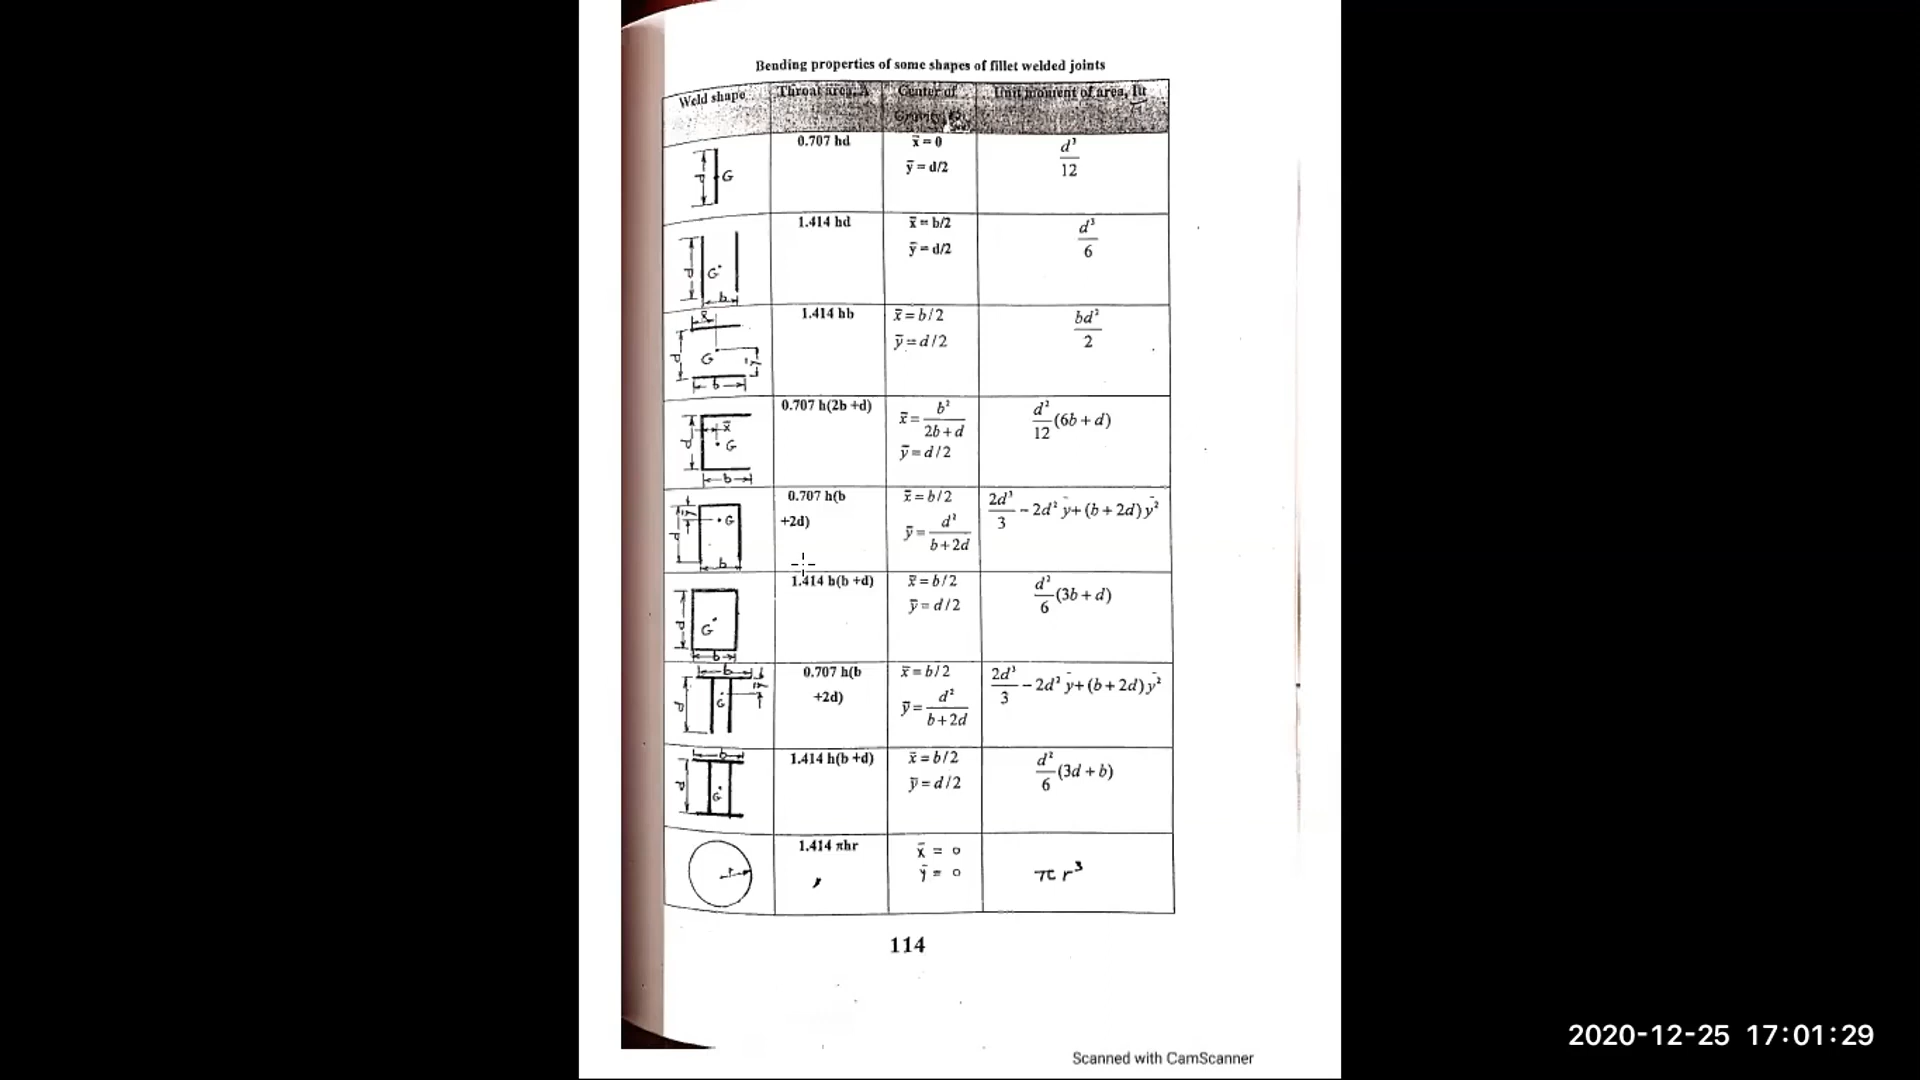 Bending properties of some shapes of fillet welded joints
Weld shape
Throat area, A
Center of Gravity, G
Unit moment of area, Iu
d
G
0.707 hd
x̄ = 0
ȳ = d/2
d³/12
d
G
b
1.414 hd
x̄ = b/2
ȳ = d/2
d³/6
x̄
d
G
ȳ
b
1.414 hb
x̄ = b/2
ȳ = d/2
bd²/2
x̄
d
G
b
0.707 h(2b +d)
x̄ = b²/2b+d
ȳ = d/2
d²/12 (6b + d)
ȳ
d
G
b
0.707 h(b
+2d)
x̄ = b/2
ȳ = d²/b+2d
2d³/3 − 2d² ȳ + (b + 2d) ȳ²
d
G
b
1.414 h(b +d)
x̄ = b/2
ȳ = d/2
d²/6 (3b + d)
b
ȳ
d
G
0.707 h(b
+2d)
x̄ = b/2
ȳ = d²/b+2d
2d³/3 − 2d² ȳ + (b + 2d) ȳ²
b
d
G
1.414 h(b +d)
x̄ = b/2
ȳ = d/2
d²/6 (3d + b)
r
1.414 πhr
x̄ = 0
ȳ = 0
π r³
114
2020-12-25 17:01:29
Scanned with CamScanner